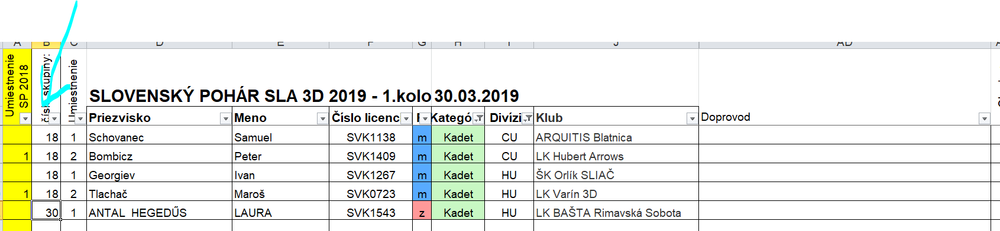 A B C D E F G H I J AD
Umiestnenie
SP 2018
skupiny:
Umiestnenie
SLOVENSKÝ POHÁR SLA 3D 2019 - 1.kolo 30.03.2019
Priezvisko Meno Číslo licenc Kategó Divízi Klub Doprovod
18 1 Schovanec Samuel SVK1138 m Kadet CU ARQUITIS Blatnica
1 18 2 Bombicz Peter SVK1409 m Kadet CU LK Hubert Arrows
18 1 Georgiev Ivan SVK1267 m Kadet HU ŠK Orlík SLIAČ
1 18 2 Tlachač Maroš SVK0723 m Kadet HU LK Varín 3D
30 1 ANTAL HEGEDŰS LAURA SVK1543 z Kadet HU LK BAŠTA Rimavská Sobota